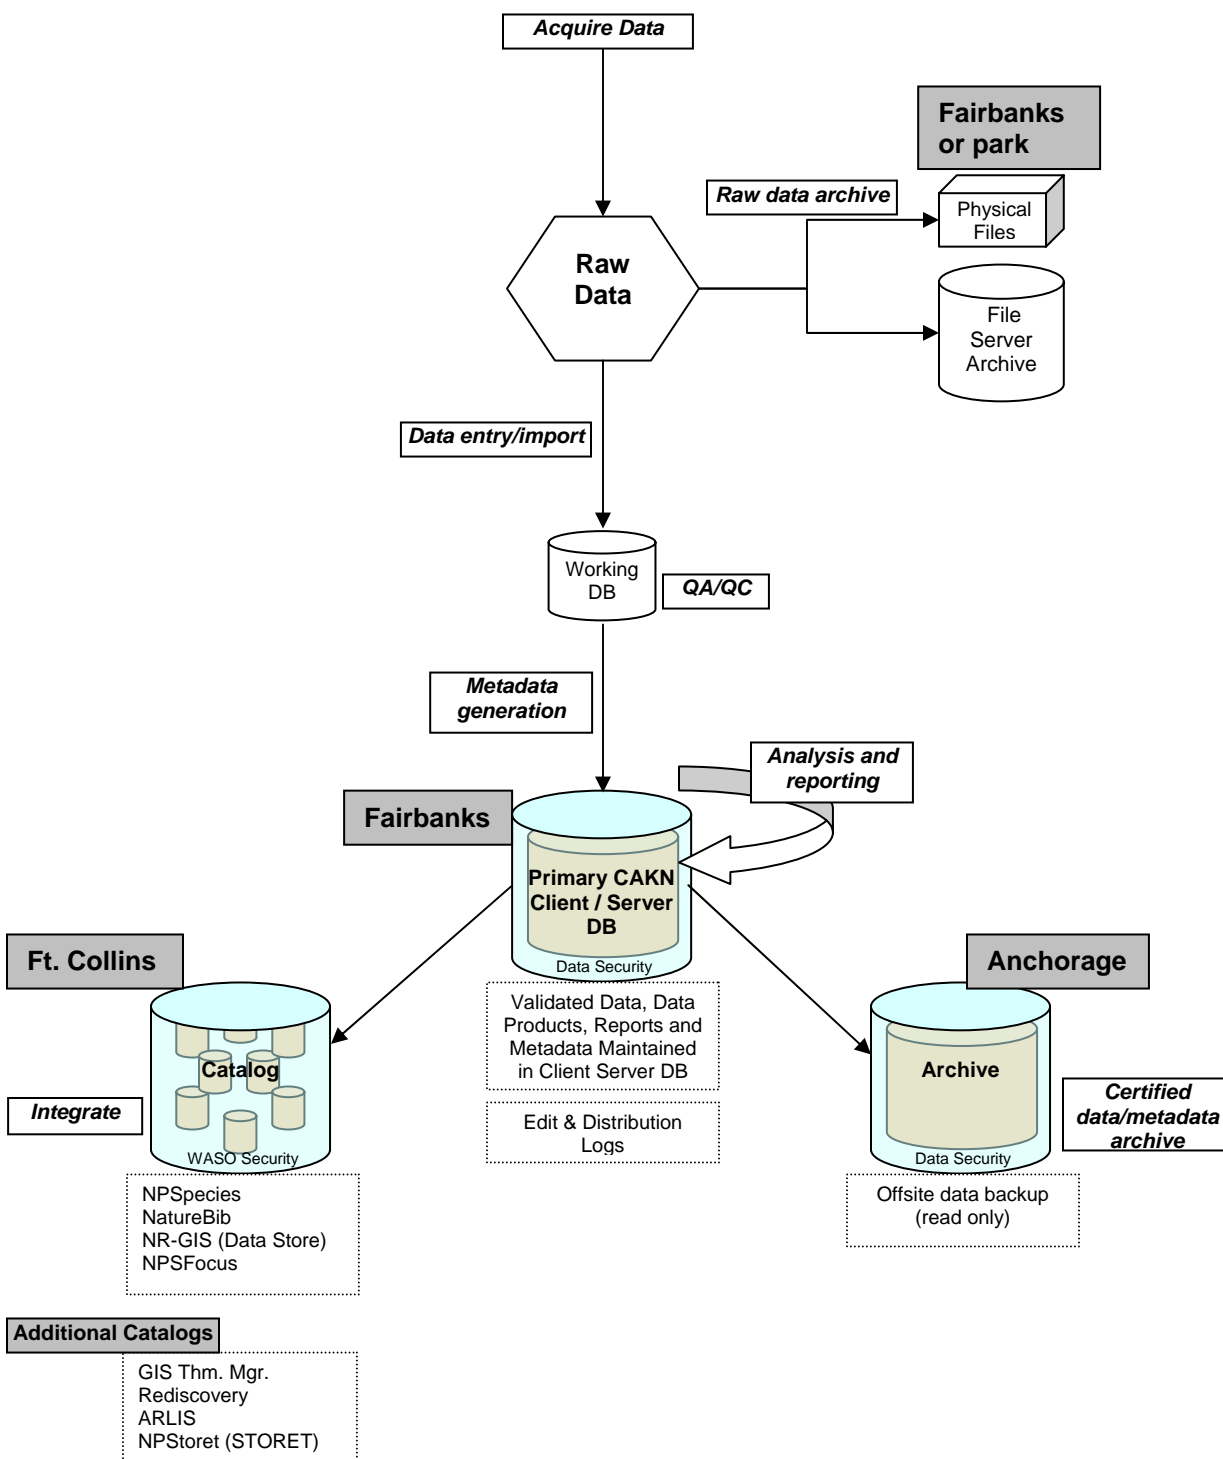 Acquire Data
Fairbanks
or park
Raw data archive
Physical
Files
Raw
Data
File
Server
Archive
Data entry/import
Working
DB
QA/QC
Metadata
generation
Analysis and
reporting
Fairbanks
Primary CAKN
Client / Server
DB
Data Security
Ft. Collins
Anchorage
Validated Data, Data
Products, Reports and
Metadata Maintained
in Client Server DB
Catalog
Archive
Integrate
Certified
data/metadata
archive
Edit & Distribution
Logs
WASO Security
Data Security
NPSpecies
NatureBib
NR-GIS (Data Store)
NPSFocus
Offsite data backup
(read only)
Additional Catalogs
GIS Thm. Mgr.
Rediscovery
ARLIS
NPStoret (STORET)